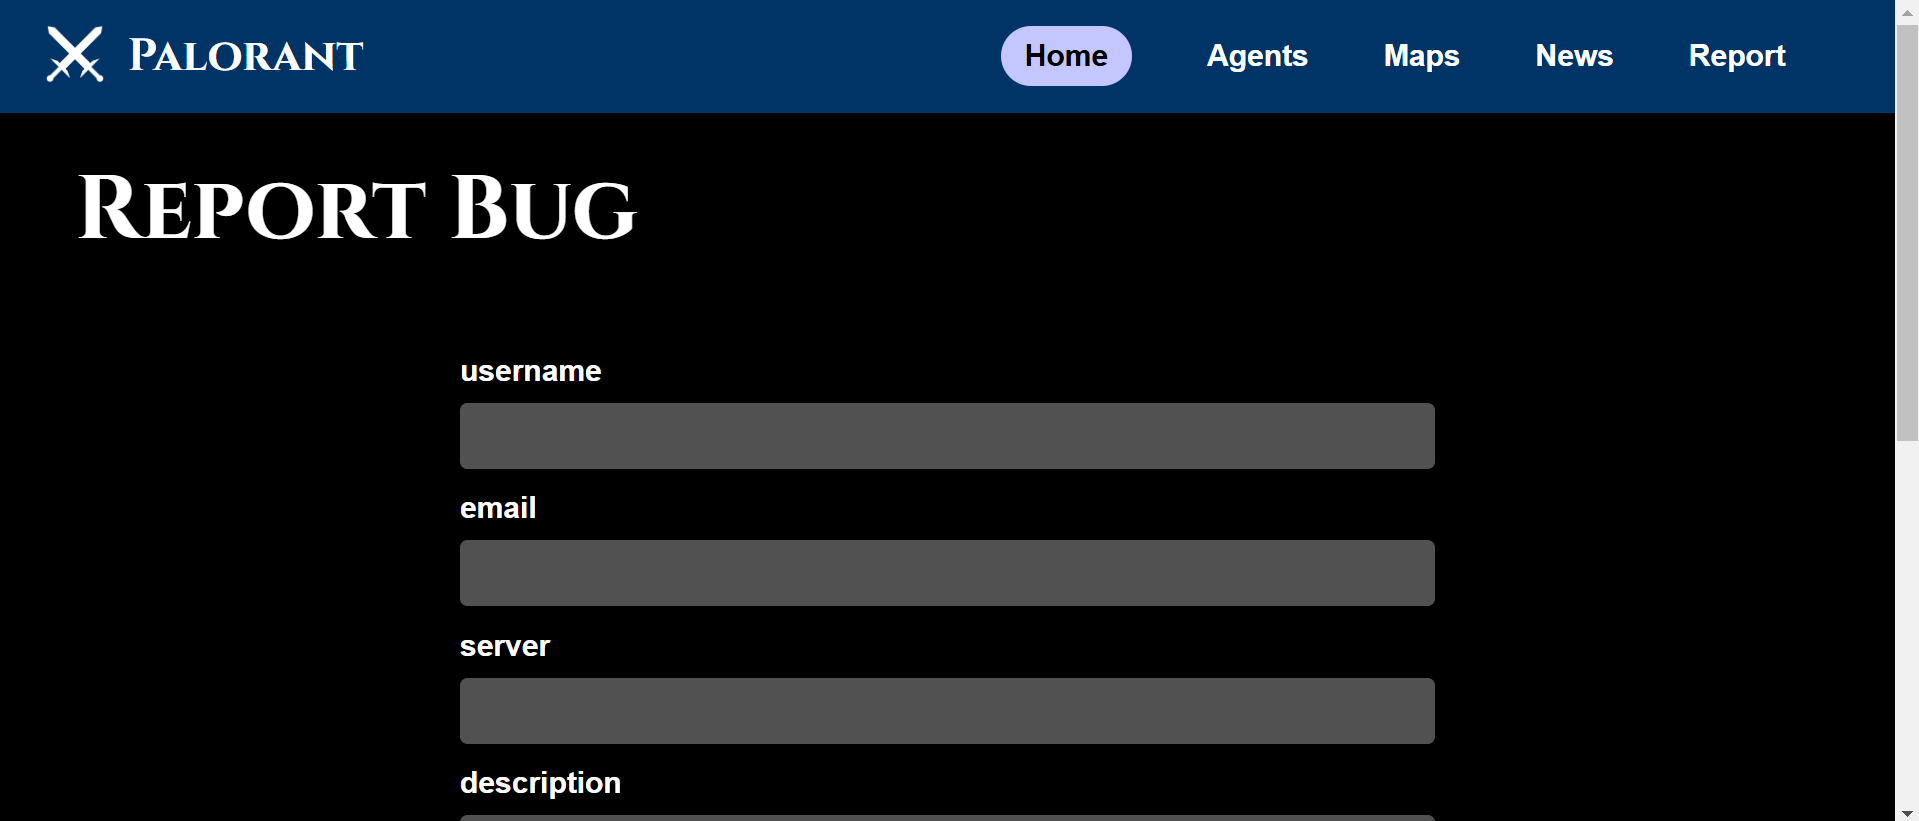 Palorant
Home Agents Maps News Report
Report Bug
username
email
server
description